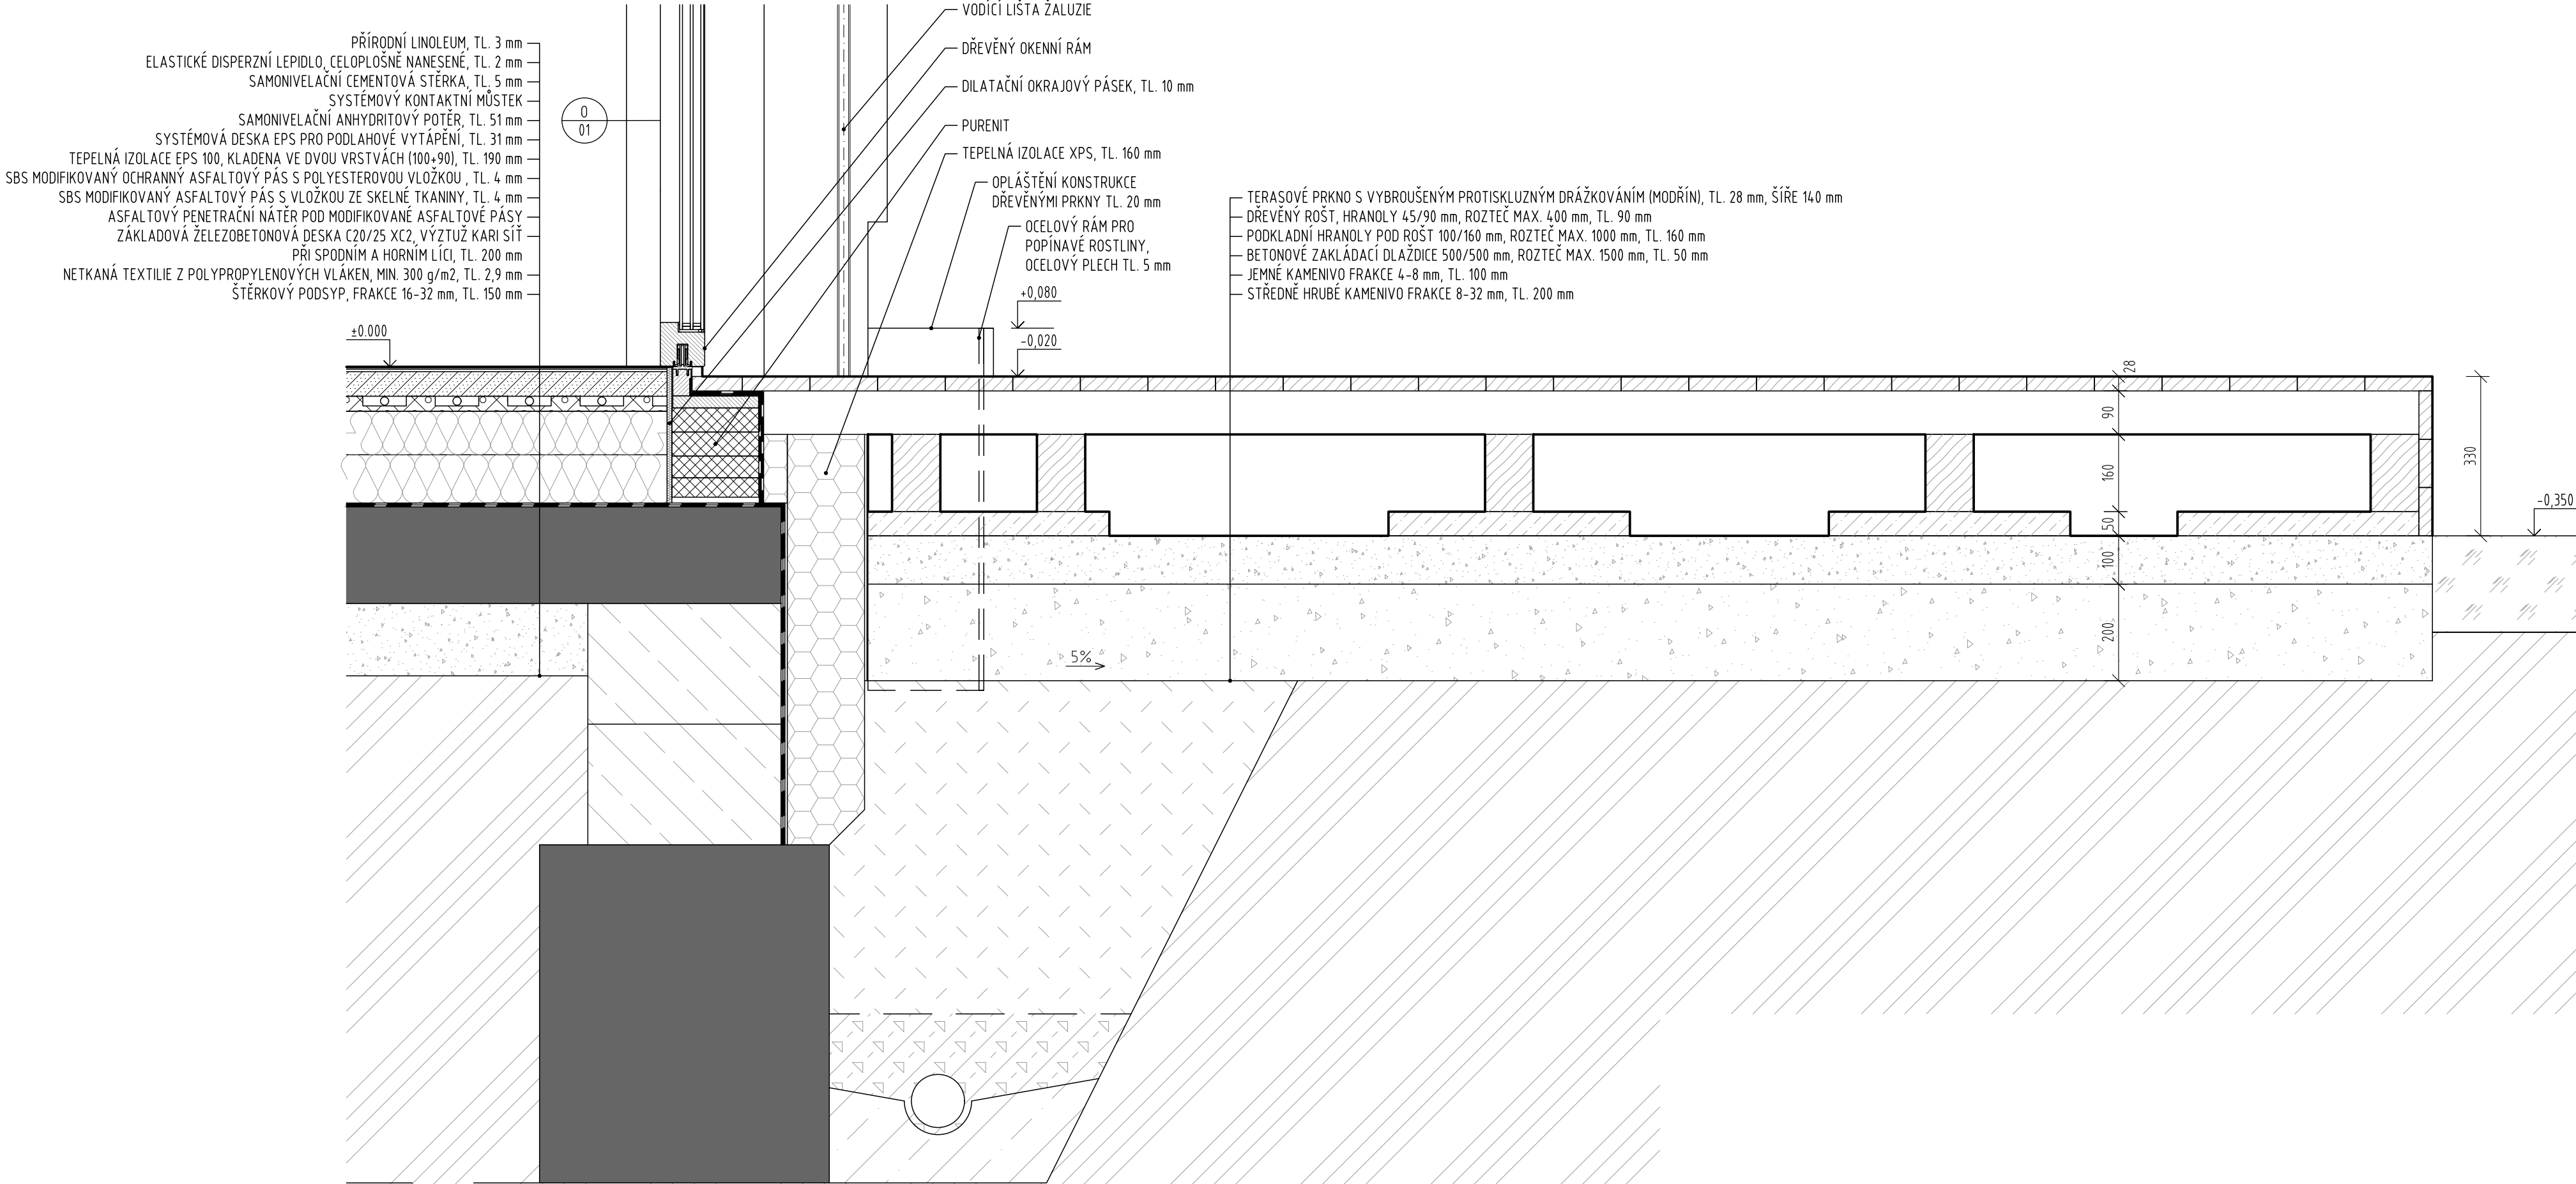 PŘÍRODNÍ LINOLEUM, TL. 3 mm
ELASTICKÉ DISPERZNÍ LEPIDLO, CELOPLOŠNĚ NANESENÉ, TL. 2 mm
SAMONIVELAČNÍ CEMENTOVÁ STĚRKA, TL. 5 mm
SYSTÉMOVÝ KONTAKTNÍ MŮSTEK
SAMONIVELAČNÍ ANHYDRITOVÝ POTĚR, TL. 51 mm
SYSTÉMOVÁ DESKA EPS PRO PODLAHOVÉ VYTÁPĚNÍ, TL. 31 mm
TEPELNÁ IZOLACE EPS 100, KLADENA VE DVOU VRSTVÁCH (100+90), TL. 190 mm
SBS MODIFIKOVANÝ OCHRANNÝ ASFALTOVÝ PÁS S POLYESTEROVOU VLOŽKOU , TL. 4 mm
SBS MODIFIKOVANÝ ASFALTOVÝ PÁS S VLOŽKOU ZE SKELNÉ TKANINY, TL. 4 mm
ASFALTOVÝ PENETRAČNÍ NÁTĚR POD MODIFIKOVANÉ ASFALTOVÉ PÁSY
ZÁKLADOVÁ ŽELEZOBETONOVÁ DESKA C20/25 XC2, VÝZTUŽ KARI SÍŤ
PŘI SPODNÍM A HORNÍM LÍCI, TL. 200 mm
NETKANÁ TEXTILIE Z POLYPROPYLENOVÝCH VLÁKEN, MIN. 300 g/m2, TL. 2,9 mm
ŠTĚRKOVÝ PODSYP, FRAKCE 16-32 mm, TL. 150 mm
±0.000
O
01
VODÍCÍ LIŠTA ŽALUZIE
DŘEVĚNÝ OKENNÍ RÁM
DILATAČNÍ OKRAJOVÝ PÁSEK, TL. 10 mm
PURENIT
TEPELNÁ IZOLACE XPS, TL. 160 mm
OPLÁŠTĚNÍ KONSTRUKCE
DŘEVĚNÝMI PRKNY TL. 20 mm
OCELOVÝ RÁM PRO
POPÍNAVÉ ROSTLINY,
OCELOVÝ PLECH TL. 5 mm
+0,080
-0,020
TERASOVÉ PRKNO S VYBROUŠENÝM PROTISKLUZNÝM DRÁŽKOVÁNÍM (MODŘÍN), TL. 28 mm, ŠÍŘE 140 mm
DŘEVĚNÝ ROŠT, HRANOLY 45/90 mm, ROZTEČ MAX. 400 mm, TL. 90 mm
PODKLADNÍ HRANOLY POD ROŠT 100/160 mm, ROZTEČ MAX. 1000 mm, TL. 160 mm
BETONOVÉ ZAKLÁDACÍ DLAŽDICE 500/500 mm, ROZTEČ MAX. 1500 mm, TL. 50 mm
JEMNÉ KAMENIVO FRAKCE 4-8 mm, TL. 100 mm
STŘEDNĚ HRUBÉ KAMENIVO FRAKCE 8-32 mm, TL. 200 mm
28
90
160
50
100
200
330
-0,350
5%